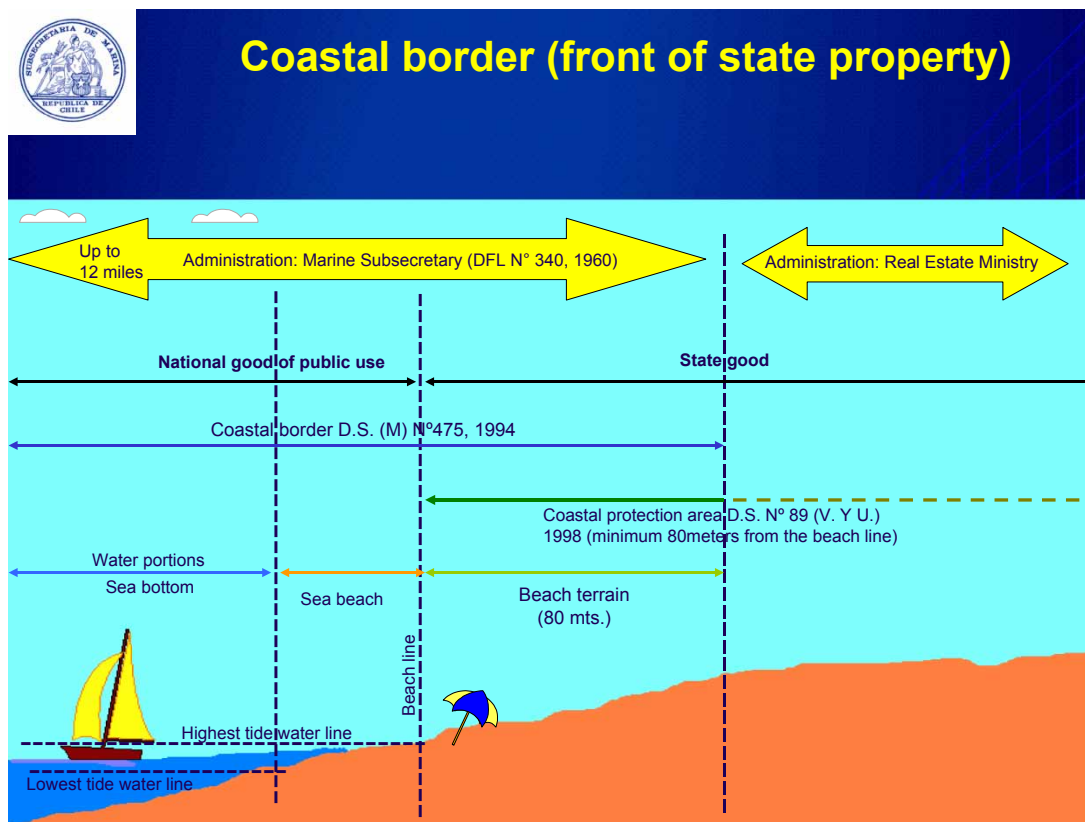 SUBSECRETARIA DE MARINA
REPUBLICA DE
CHILE
Coastal border (front of state property)
Up to
12 miles
Administration: Marine Subsecretary (DFL N° 340, 1960)
Administration: Real Estate Ministry
National good of public use
State good
Coastal border D.S. (M) Nº475, 1994
Coastal protection area D.S. Nº 89 (V. Y U.)
1998 (minimum 80meters from the beach line)
Water portions
Sea bottom
Sea beach
Beach terrain
(80 mts.)
Beach line
Highest tide water line
Lowest tide water line